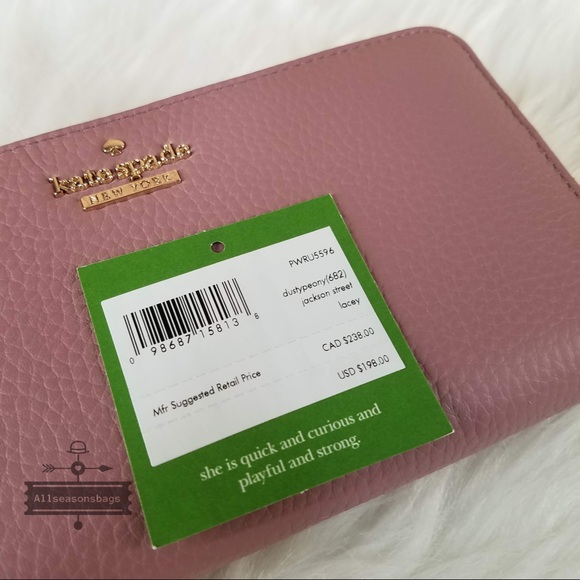 kate spade
NEW YORK
PWRU5596
dustypeony(682)
jackson street
lacey
0 98687 15813 8
CAD $238.00
Mfr Suggested Retail Price
USD $198.00
she is quick and curious and
playful and strong.
Allseasonsbags